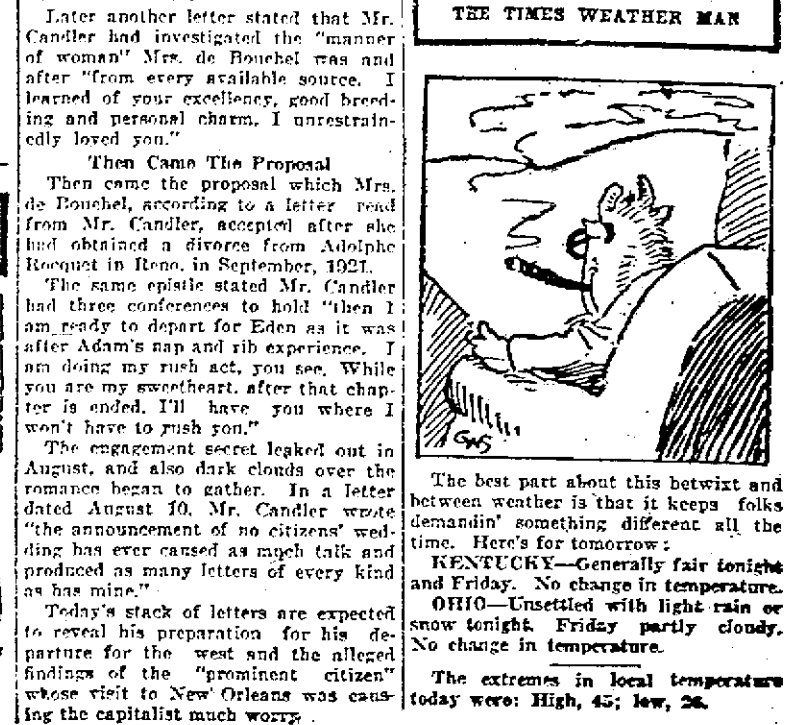 Later another letter stated that Mr.
Candler had investigated the "manner
of woman" Mrs. de Bouchel was and
after "from every available source. I
learned of your excellency, good breed-
ing and personal charm, I unrestrain-
edly loved you."
Then Came The Proposal
Then came the proposal which Mrs.
de Bouchel, according to a letter read
from Mr. Candler, accepted after she
had obtained a divorce from Adolphe
Rocquet in Reno, in September, 1921.
The same epistle stated Mr. Candler
had three conferences to hold "then I
am ready to depart for Eden as it was
after Adam's nap and rib experience. I
am doing my rush act, you see. While
you are my sweetheart, after that chap-
ter is ended. I'll have you where I
won't have to rush you."
The engagement secret leaked out in
August, and also dark clouds over the
romance began to gather. In a letter
dated August 10, Mr. Candler wrote
"the announcement of no citizens' wed-
ding has ever caused as much talk and
produced as many letters of every kind
as has mine."
Today's stack of letters are expected
to reveal his preparation for his de-
parture for the west and the alleged
findings of the "prominent citizen"
whose visit to New Orleans was caus-
ing the capitalist much worry.
THE TIMES WEATHER MAN
GWS
The best part about this betwixt and
between weather is that it keeps folks
demandin' something different all the
time. Here's for tomorrow:
KENTUCKY—Generally fair tonight
and Friday. No change in temperature.
OHIO—Unsettled with light rain or
snow tonight. Friday partly cloudy.
No change in temperature.
The extremes in local temperature
today were: High, 45; low, 26.